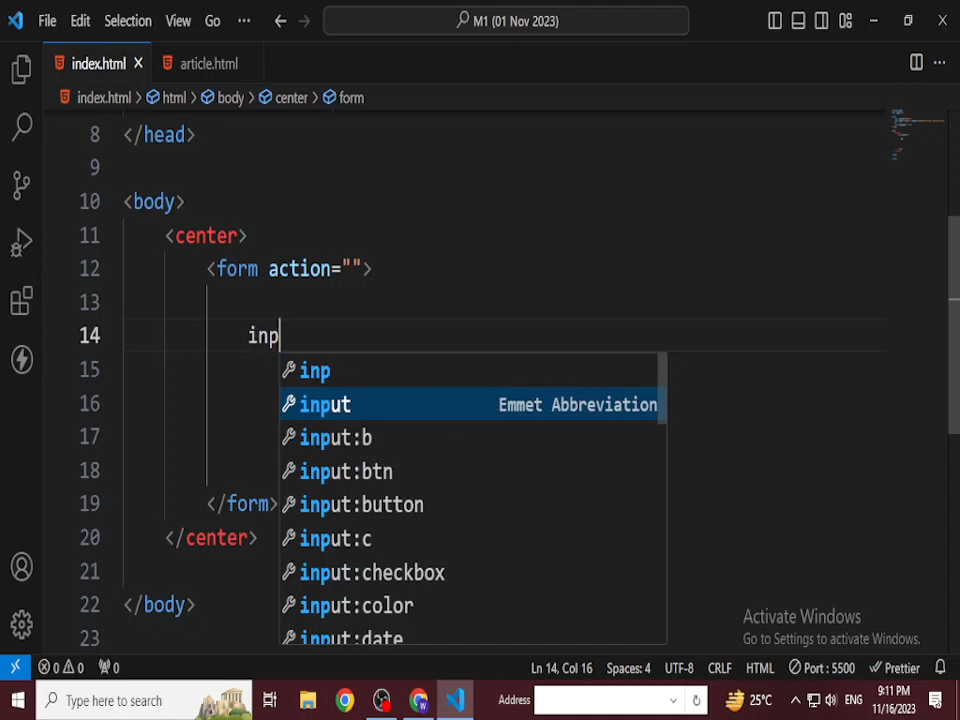 File Edit Selection View Go ··· M1 (01 Nov 2023)
index.html article.html
index.html > html > body > center > form
8 </head>
9
10 <body>
11 <center>
12 <form action="">
13
14 inp
15 inp
16 input Emmet Abbreviation
17 input:b
18 input:btn
19 </form> input:button
20 </center> input:c
21 input:checkbox
22 </body> input:color
23 input:date
Activate Windows
Go to Settings to activate Windows.
0 0 0 Ln 14, Col 16 Spaces: 4 UTF-8 CRLF HTML Port : 5500 Prettier
Type here to search Address 25°C ENG 9:11 PM
11/16/2023